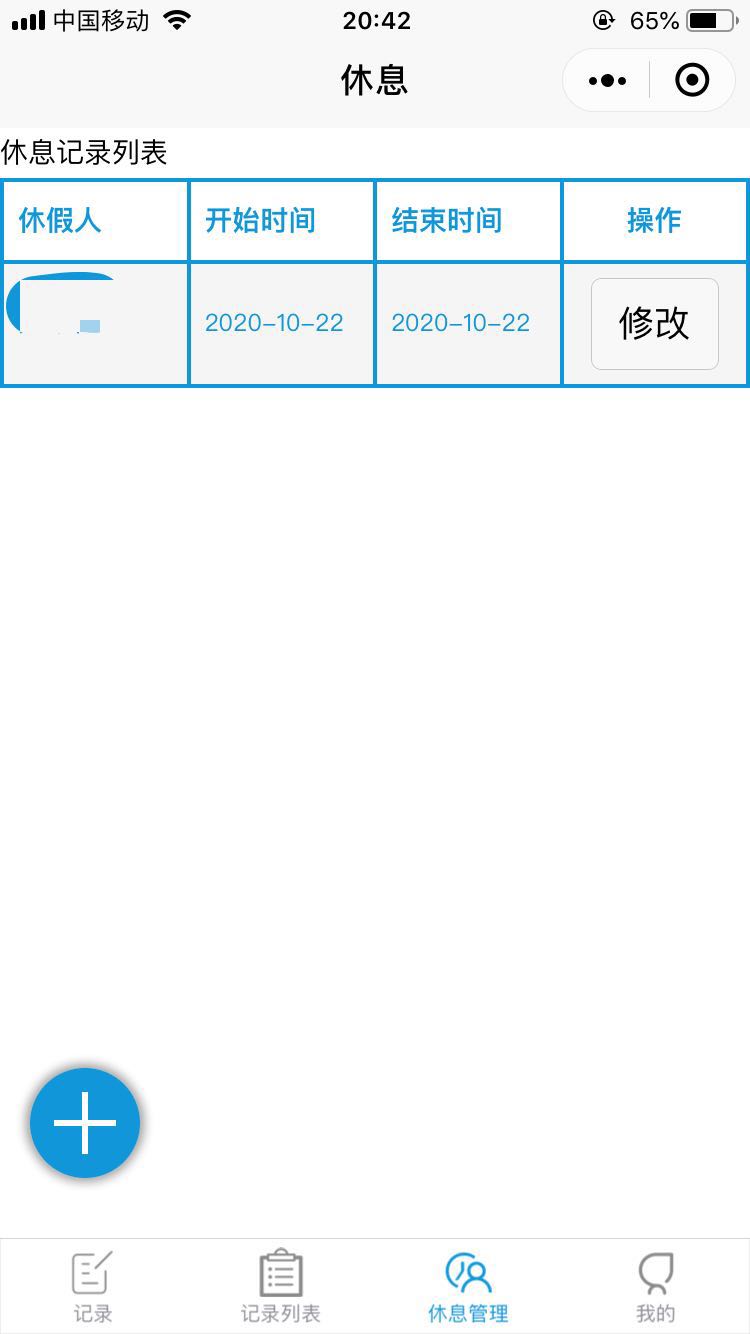 中国移动 20:42 65%
休息
休息记录列表
休假人 开始时间 结束时间 操作
2020-10-22 2020-10-22 修改
记录 记录列表 休息管理 我的